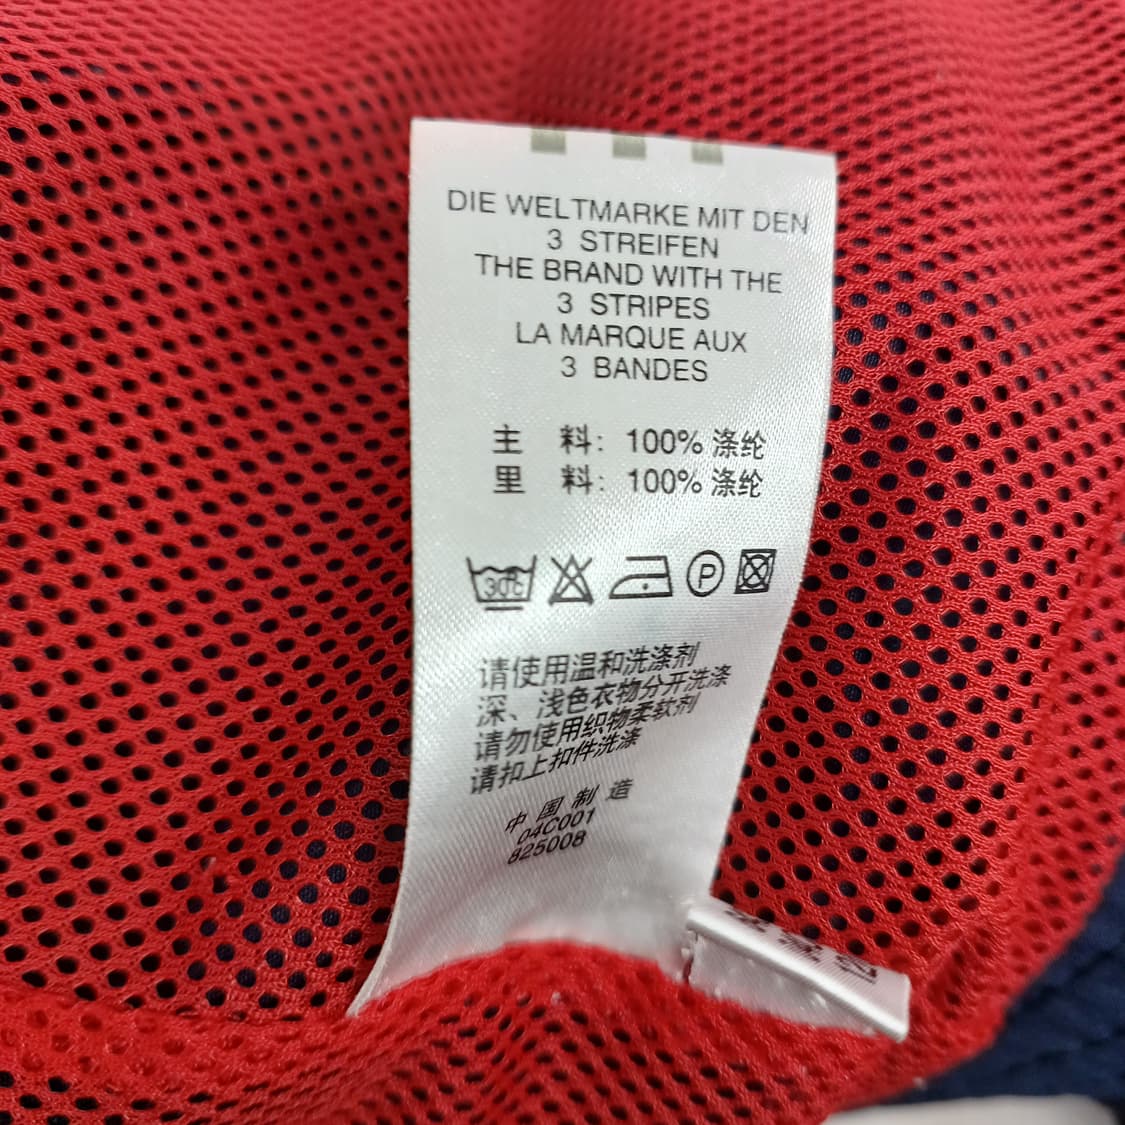 DIE WELTMARKE MIT DEN
3 STREIFEN
THE BRAND WITH THE
3 STRIPES
LA MARQUE AUX
3 BANDES
主 料: 100% 涤纶
里 料: 100% 涤纶
30℃ P
请使用温和洗涤剂
深、浅色衣物分开洗涤
请勿使用织物柔软剂
请扣上扣件洗涤
中国制造
04C001
825008